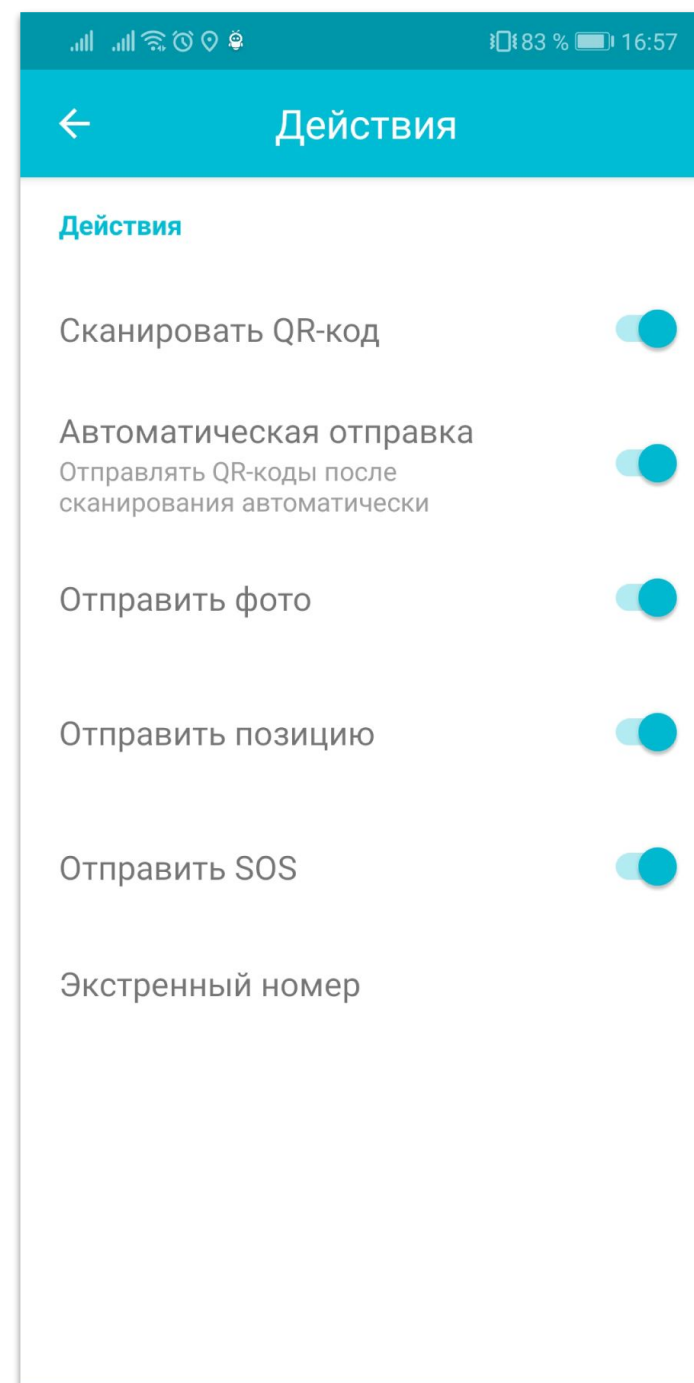 83 % 16:57
Действия
Действия
Сканировать QR-код
Автоматическая отправка
Отправлять QR-коды после
сканирования автоматически
Отправить фото
Отправить позицию
Отправить SOS
Экстренный номер